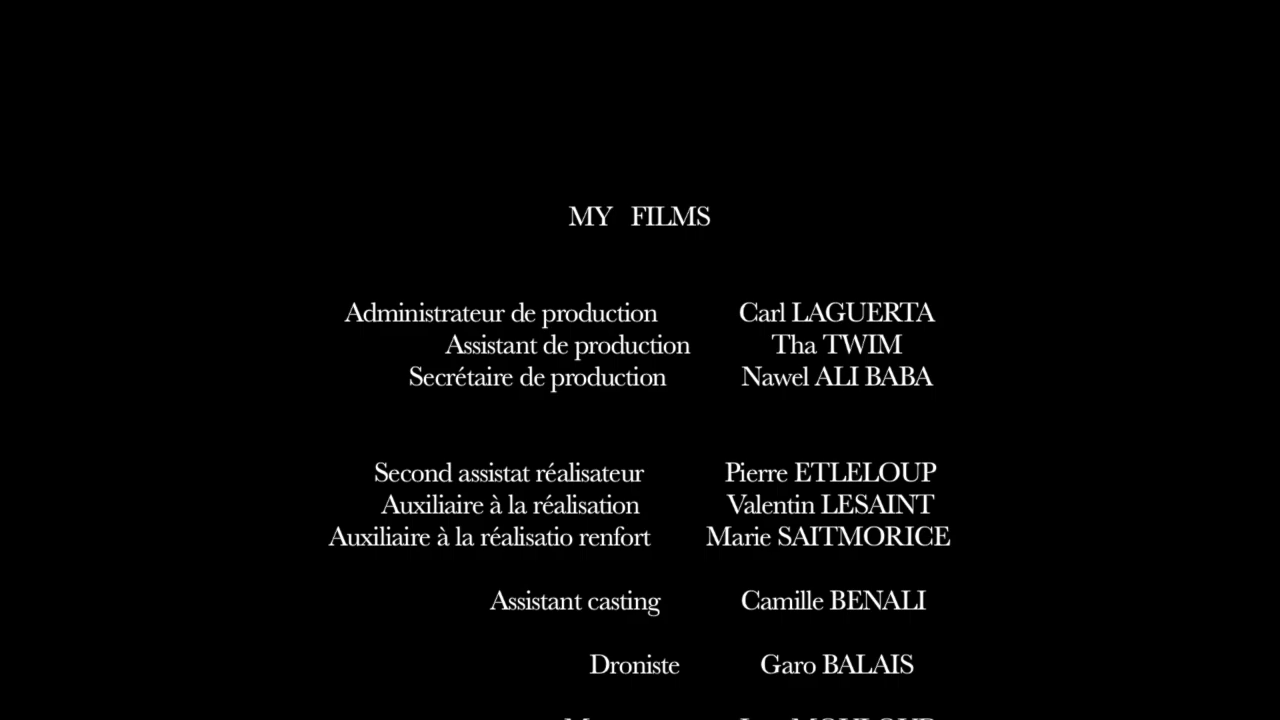 MY FILMS
Administrateur de production Carl LAGUERTA
Assistant de production Tha TWIM
Secrétaire de production Nawel ALI BABA
Second assistat réalisateur Pierre ETLELOUP
Auxiliaire à la réalisation Valentin LESAINT
Auxiliaire à la réalisatio renfort Marie SAITMORICE
Assistant casting Camille BENALI
Droniste Garo BALAIS